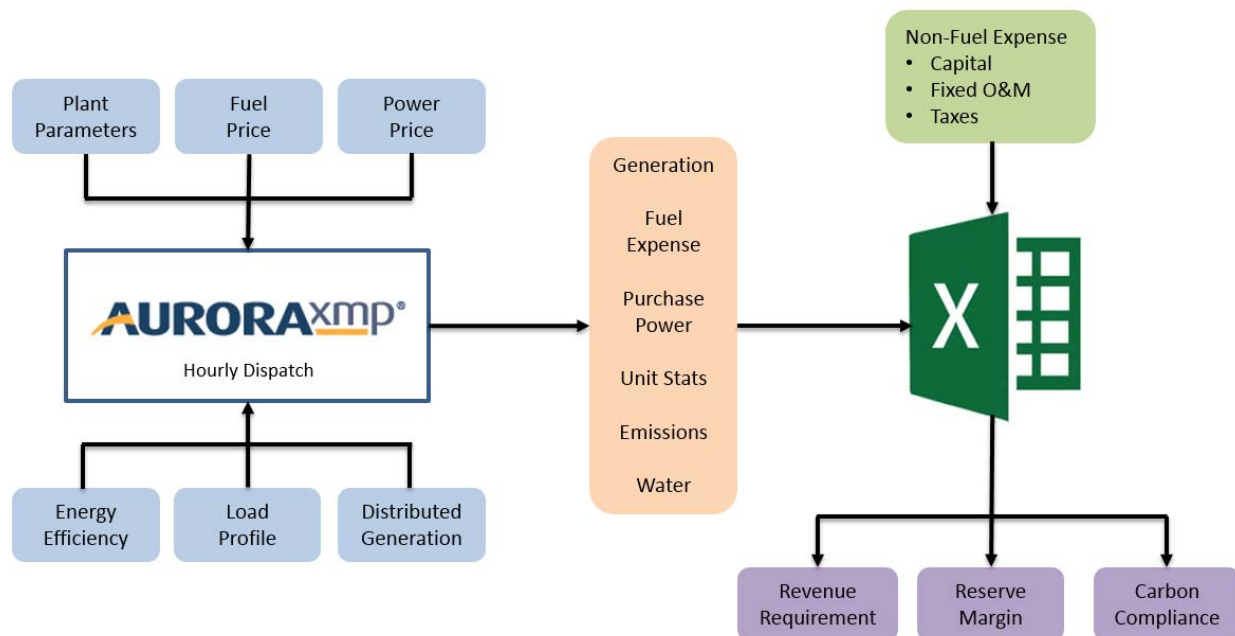 Non-Fuel Expense
• Capital
• Fixed O&M
• Taxes
Plant
Parameters
Fuel
Price
Power
Price
AURORAxmp®
Hourly Dispatch
Generation
Fuel
Expense
Purchase
Power
Unit Stats
Emissions
Water
X
Energy
Efficiency
Load
Profile
Distributed
Generation
Revenue
Requirement
Reserve
Margin
Carbon
Compliance